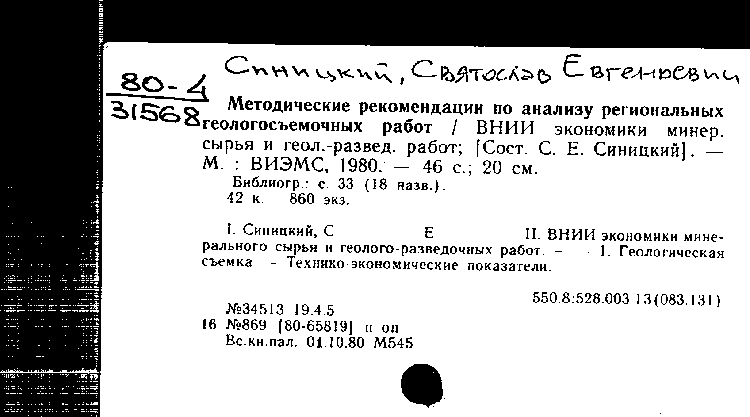 Синицкий, Святослав Евгеньевич
80-4
31568
Методические рекомендации по анализу региональных
геологосъемочных работ / ВНИИ экономики минер.
сырья и геол.-развед. работ; [Сост. С. Е. Синицкий]. —
М. : ВИЭМС, 1980. — 46 с.; 20 см.
Библиогр.: с. 33 (18 назв.).
42 к. 860 экз.
I. Синицкий, С Е II. ВНИИ экономики мине-
рального сырья и геолого-разведочных работ. – – 1. Геологическая
съемка – Технико-экономические показатели.
550.8:528.003.13(083.131)
№34513 19.4.5
16 №869 [80-65819] п оп
Вс.кн.пал. 01.10.80 М545